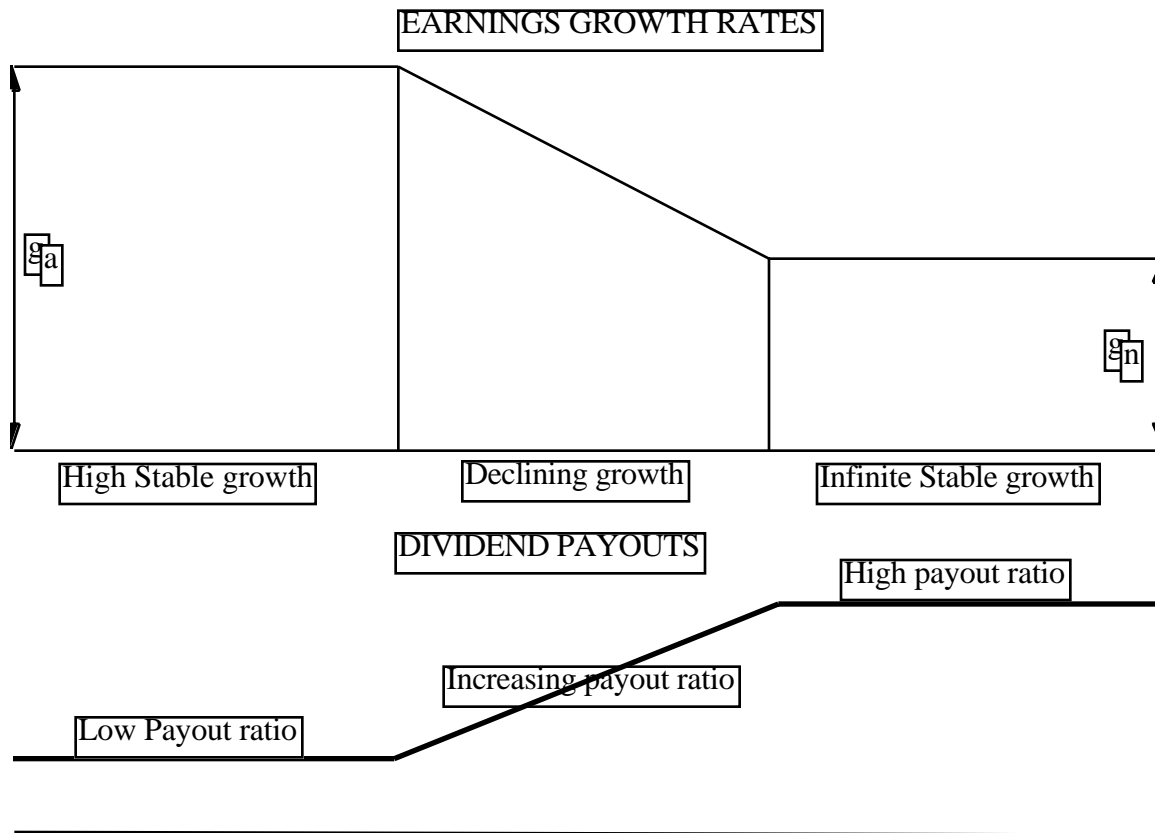 EARNINGS GROWTH RATES
ga
gn
High Stable growth
Declining growth
Infinite Stable growth
DIVIDEND PAYOUTS
High payout ratio
Increasing payout ratio
Low Payout ratio